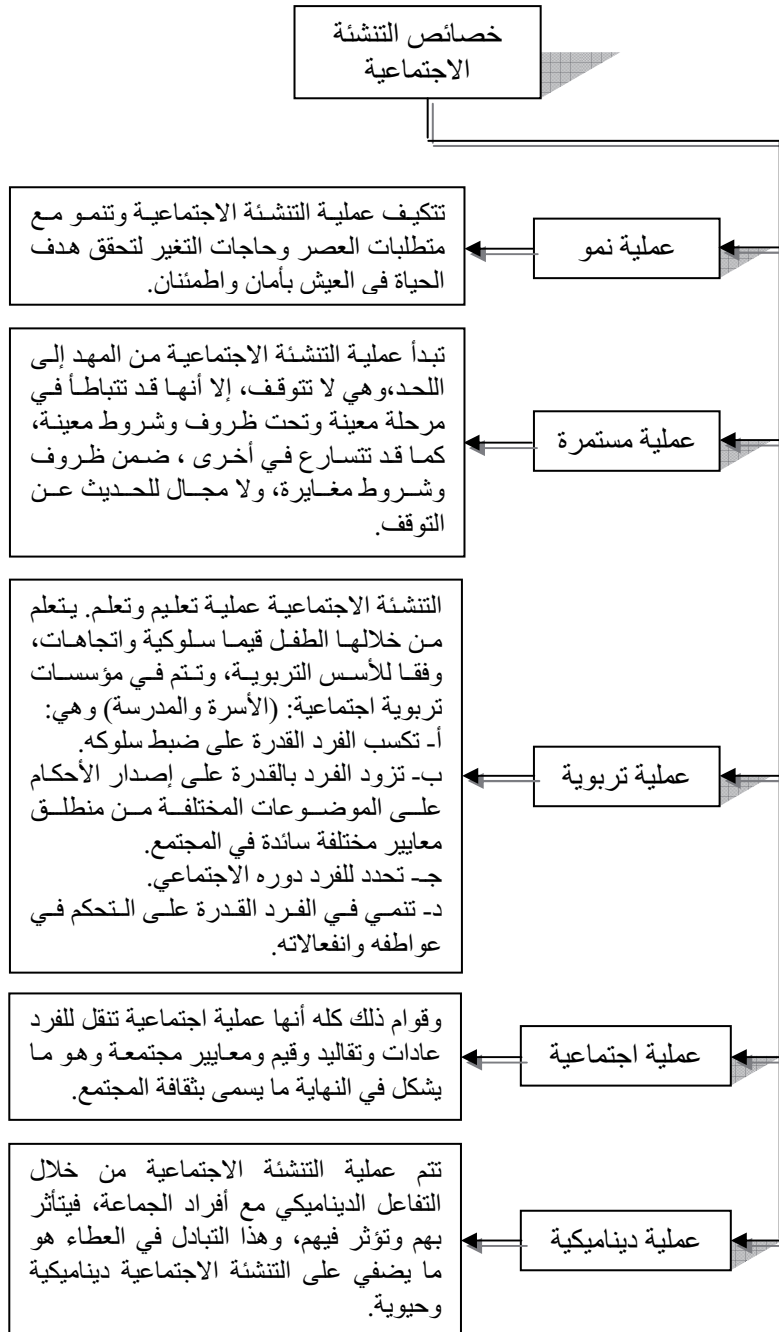 خصائص التنشئة
الاجتماعية
عملية نمو
تتكيف عملية التنشئة الاجتماعية وتنمو مع
متطلبات العصر وحاجات التغير لتحقق هدف
الحياة في العيش بأمان واطمئنان.
عملية مستمرة
تبدأ عملية التنشئة الاجتماعية من المهد إلى
اللحد،وهي لا تتوقف، إلا أنها قد تتباطأ في
مرحلة معينة وتحت ظروف وشروط معينة،
كما قد تتسارع في أخرى ، ضمن ظروف
وشروط مغايرة، ولا مجال للحديث عن
التوقف.
عملية تربوية
التنشئة الاجتماعية عملية تعليم وتعلم. يتعلم
من خلالها الطفل قيما سلوكية واتجاهات،
وفقا للأسس التربوية، وتتم في مؤسسات
تربوية اجتماعية: (الأسرة والمدرسة) وهي:
أ- تكسب الفرد القدرة على ضبط سلوكه.
ب- تزود الفرد بالقدرة على إصدار الأحكام
على الموضوعات المختلفة من منطلق
معايير مختلفة سائدة في المجتمع.
جـ- تحدد للفرد دوره الاجتماعي.
د- تنمي في الفرد القدرة على التحكم في
عواطفه وانفعالاته.
عملية اجتماعية
وقوام ذلك كله أنها عملية اجتماعية تنقل للفرد
عادات وتقاليد وقيم ومعايير مجتمعة وهو ما
يشكل في النهاية ما يسمى بثقافة المجتمع.
عملية ديناميكية
تتم عملية التنشئة الاجتماعية من خلال
التفاعل الديناميكي مع أفراد الجماعة، فيتأثر
بهم وتؤثر فيهم، وهذا التبادل في العطاء هو
ما يضفي على التنشئة الاجتماعية ديناميكية
وحيوية.